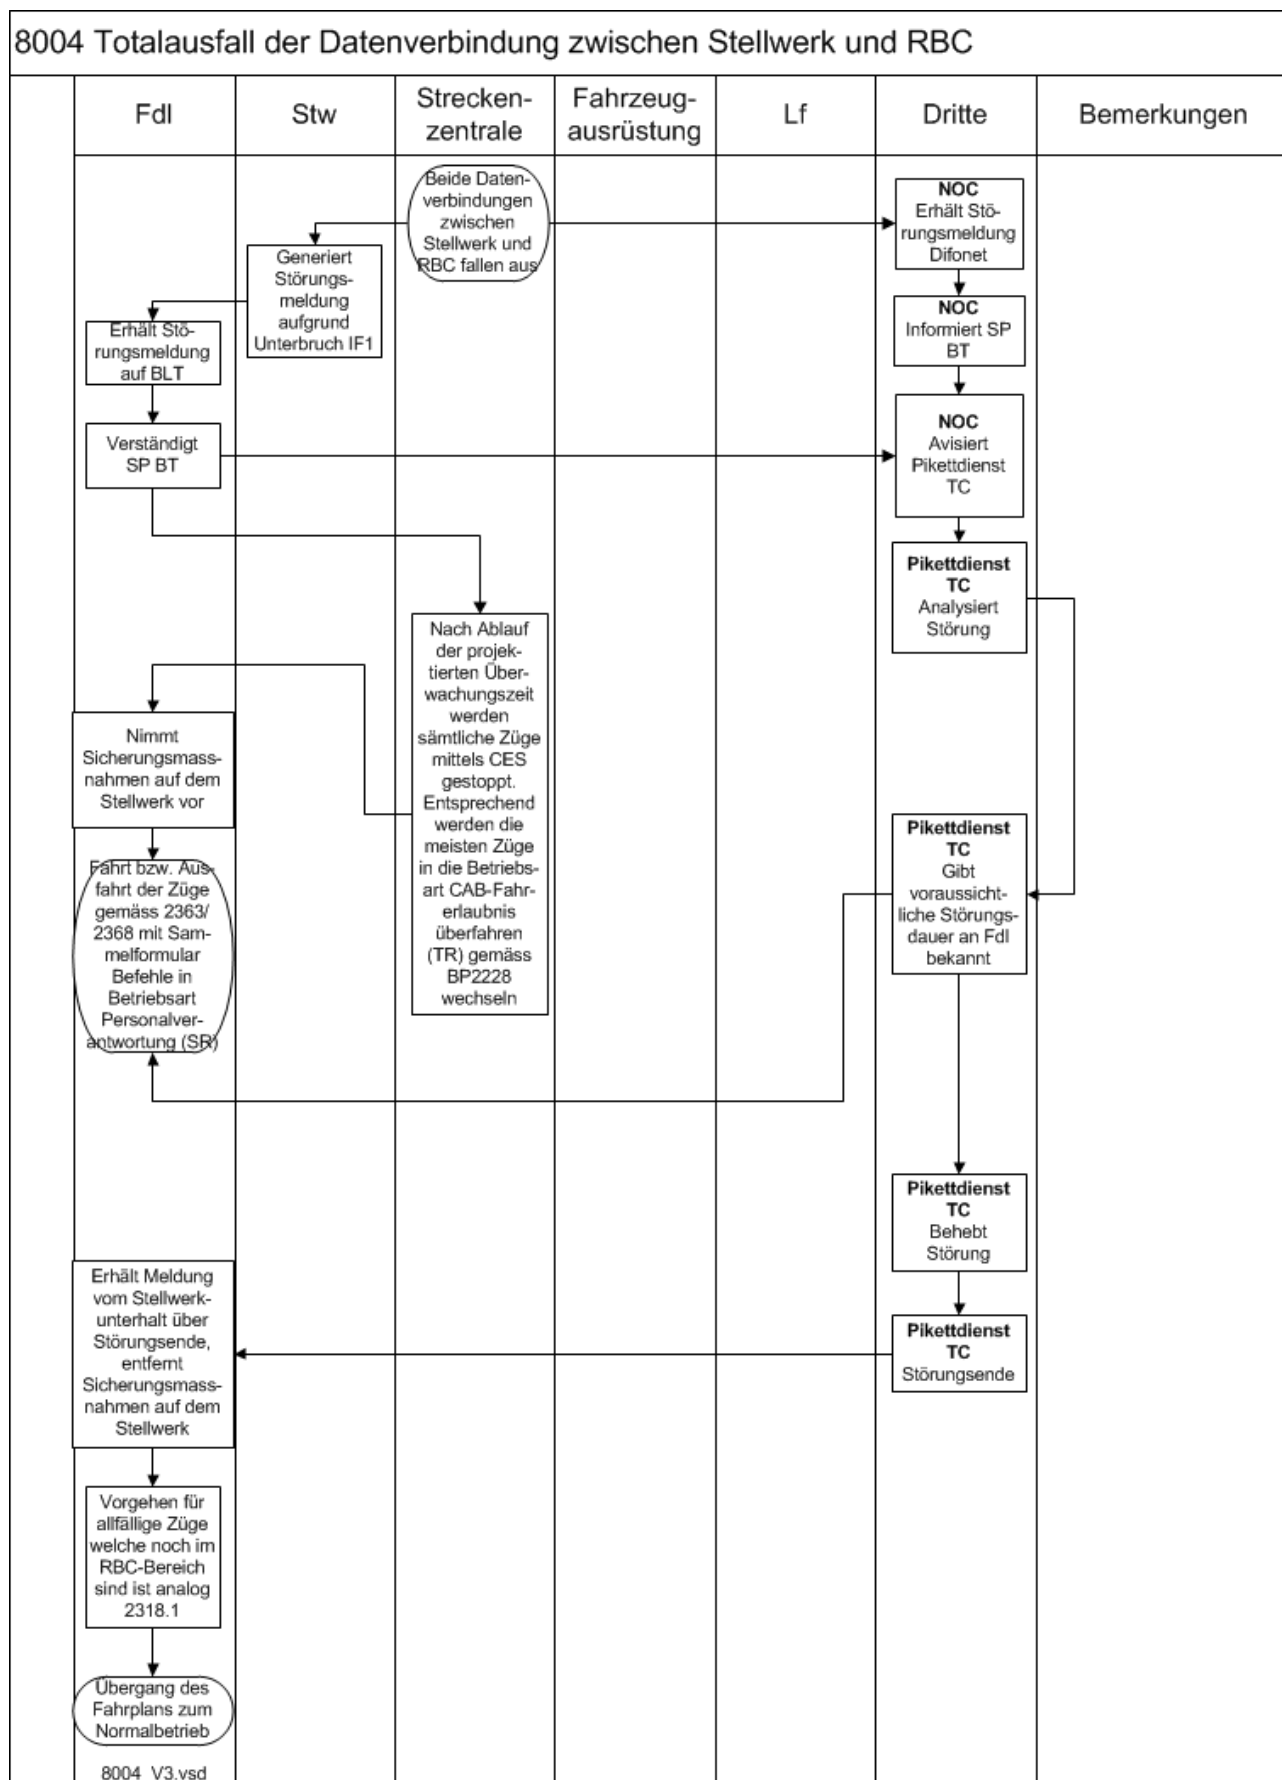 8004 Totalausfall der Datenverbindung zwischen Stellwerk und RBC
Fdl
Stw
Strecken-
zentrale
Fahrzeug-
ausrüstung
Lf
Dritte
Bemerkungen
Beide Daten-
verbindungen
zwischen
Stellwerk und
RBC fallen aus
NOC
Erhält Stö-
rungsmeldung
Difonet
Generiert
Störungs-
meldung
aufgrund
Unterbruch IF1
NOC
Informiert SP
BT
Erhält Stö-
rungsmeldung
auf BLT
Verständigt
SP BT
NOC
Avisiert
Pikettdienst
TC
Pikettdienst
TC
Analysiert
Störung
Nach Ablauf
der projek-
tierten Über-
wachungszeit
werden
sämtliche Züge
mittels CES
gestoppt.
Entsprechend
werden die
meisten Züge
in die Betriebs-
art CAB-Fahr-
erlaubnis
überfahren
(TR) gemäss
BP2228
wechseln
Nimmt
Sicherungsmass-
nahmen auf dem
Stellwerk vor
Pikettdienst
TC
Gibt
voraussicht-
liche Störungs-
dauer an Fdl
bekannt
Fahrt bzw. Aus-
fahrt der Züge
gemäss 2363/
2368 mit Sam-
melformular
Befehle in
Betriebsart
Personalver-
antwortung (SR)
Pikettdienst
TC
Behebt
Störung
Erhält Meldung
vom Stellwerk-
unterhalt über
Störungsende,
entfernt
Sicherungsmass-
nahmen auf dem
Stellwerk
Pikettdienst
TC
Störungsende
Vorgehen für
allfällige Züge
welche noch im
RBC-Bereich
sind ist analog
2318.1
Übergang des
Fahrplans zum
Normalbetrieb
8004_V3.vsd